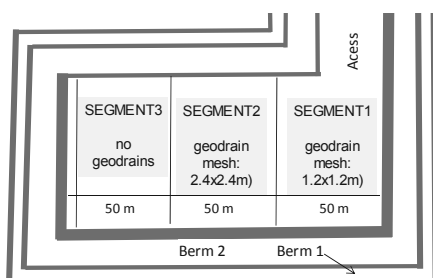 Acess
SEGMENT3
no
geodrains
SEGMENT2
geodrain
mesh:
2.4x2.4m)
SEGMENT1
geodrain
mesh:
1.2x1.2m)
50 m
50 m
50 m
Berm 2
Berm 1